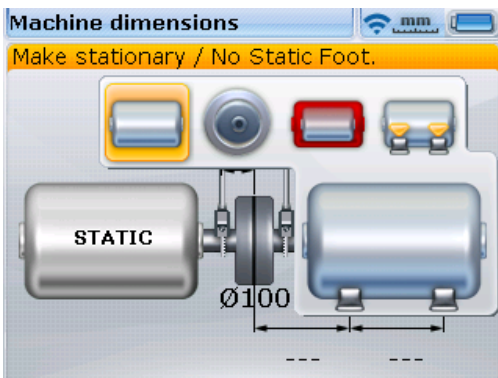 Machine dimensions
mm
Make stationary / No Static Foot.
STATIC
Ø100
--- ---